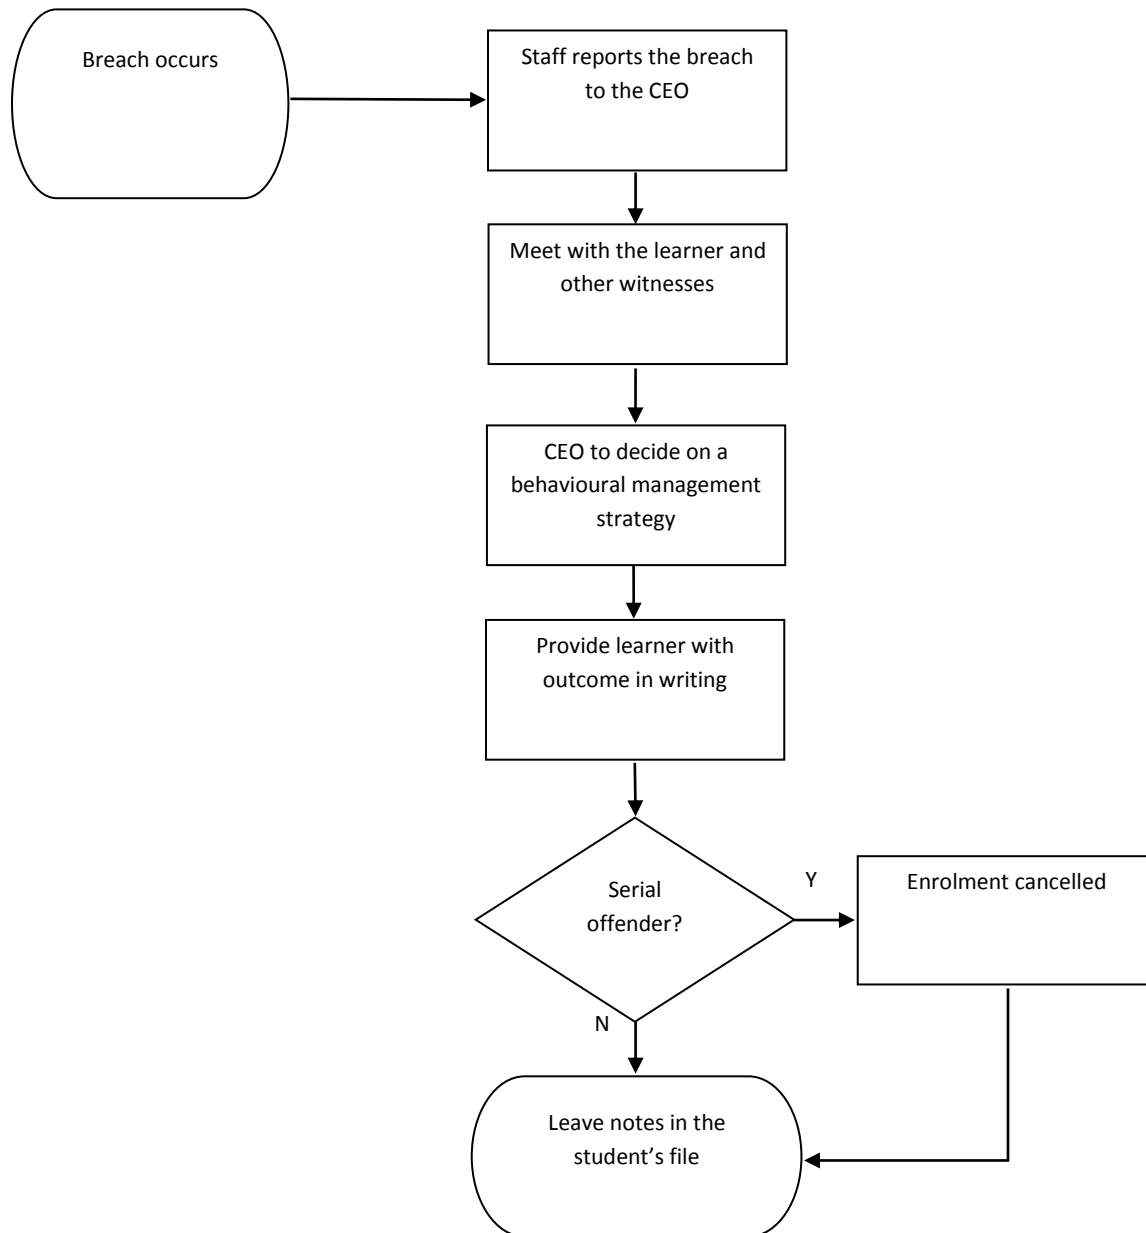 Breach occurs
Staff reports the breach
to the CEO
Meet with the learner and
other witnesses
CEO to decide on a
behavioural management
strategy
Provide learner with
outcome in writing
Serial
offender?
Y
Enrolment cancelled
N
Leave notes in the
student’s file